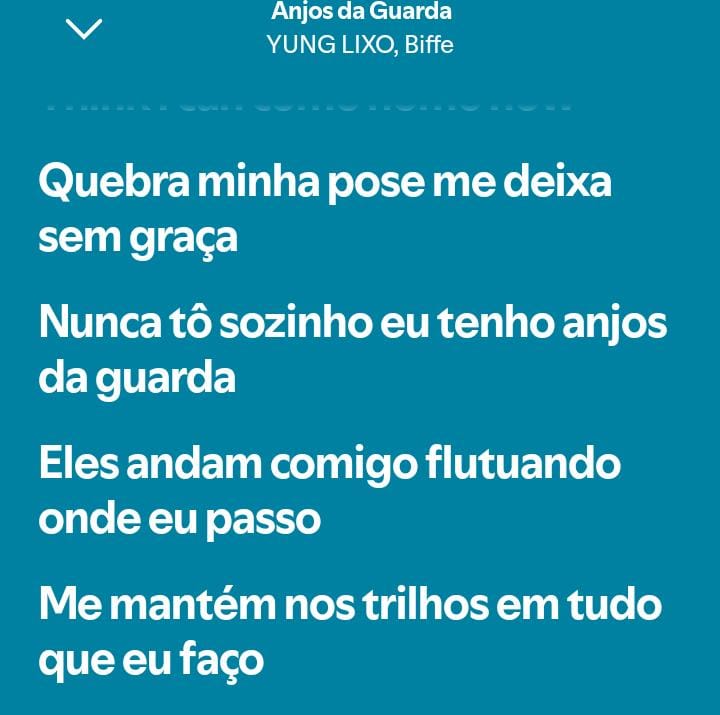 Anjos da Guarda
YUNG LIXO, Biffe
Quebra minha pose me deixa
sem graça
Nunca tô sozinho eu tenho anjos
da guarda
Eles andam comigo flutuando
onde eu passo
Me mantém nos trilhos em tudo
que eu faço